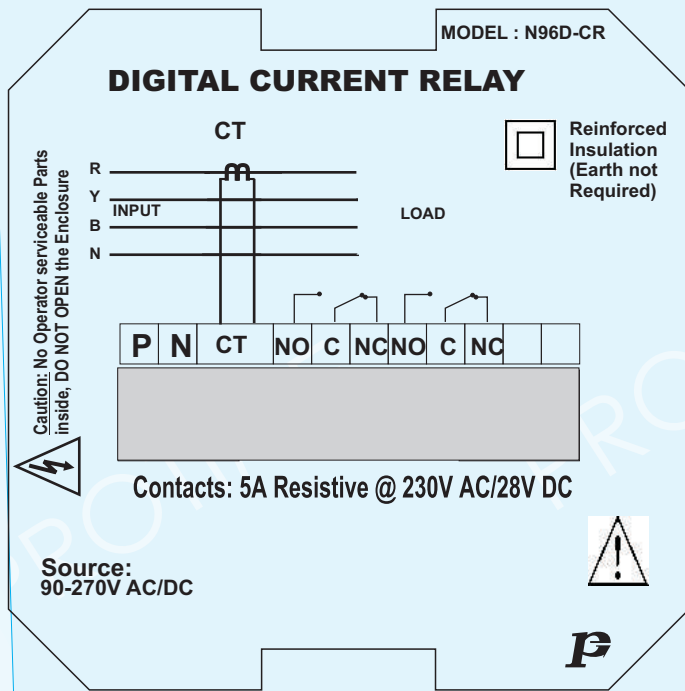 MODEL : N96D-CR
DIGITAL CURRENT RELAY
CT
Reinforced
Insulation
(Earth not
Required)
Caution: No Operator serviceable Parts
inside, DO NOT OPEN the Enclosure
R
Y
INPUT
B
N
LOAD
P N CT NO C NC NO C NC
Contacts: 5A Resistive @ 230V AC/28V DC
Source:
90-270V AC/DC